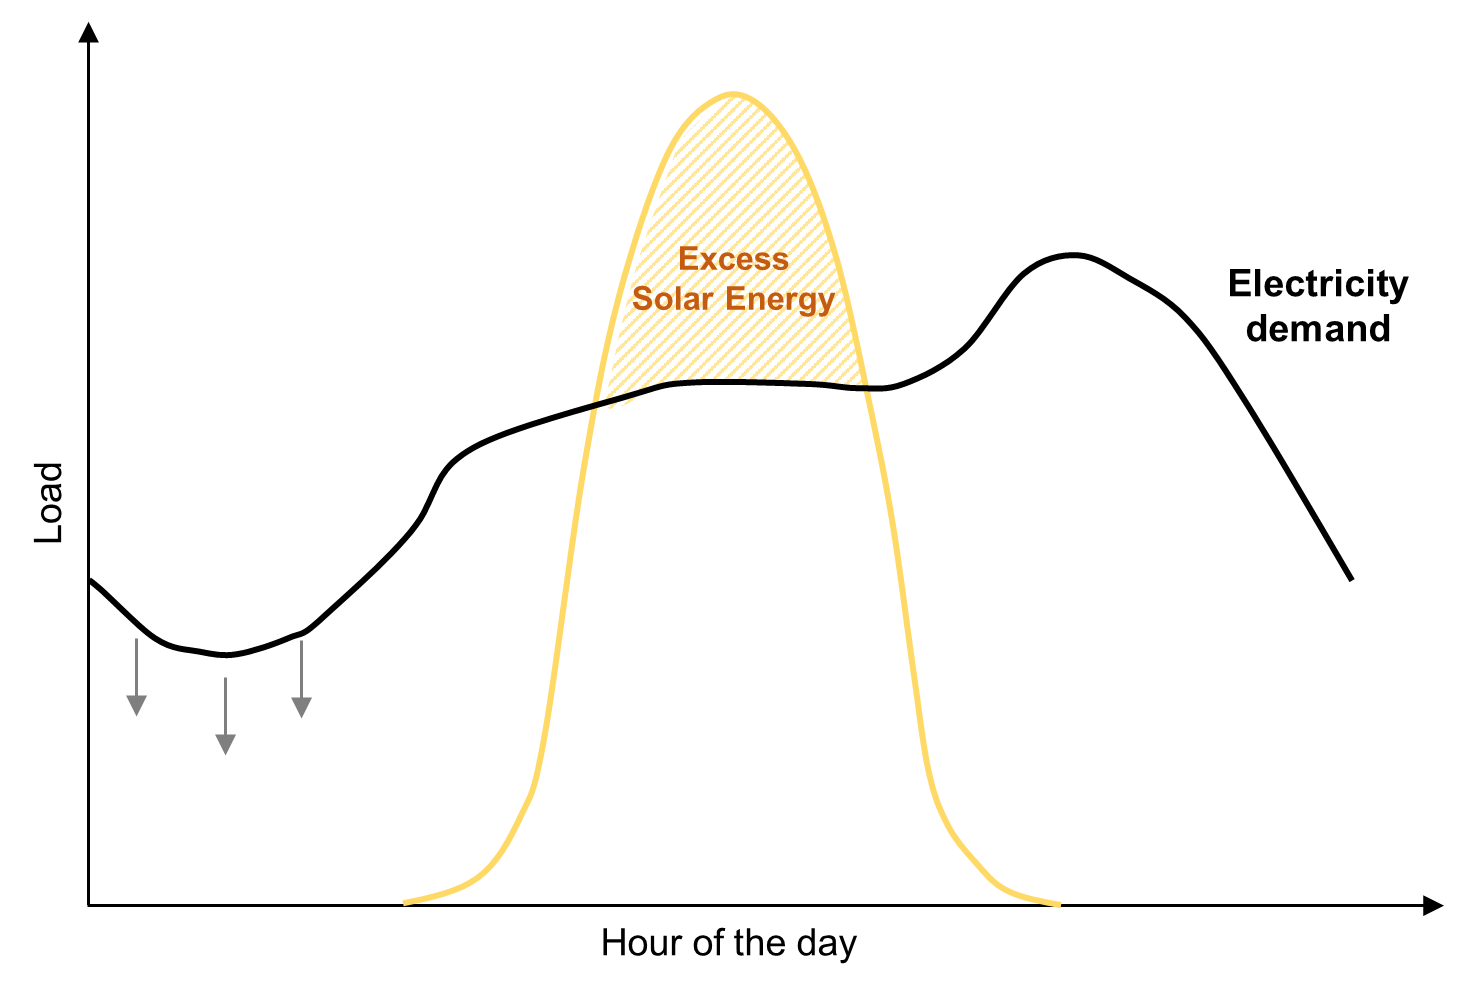 Excess
Solar Energy
Electricity
demand
Load
Hour of the day